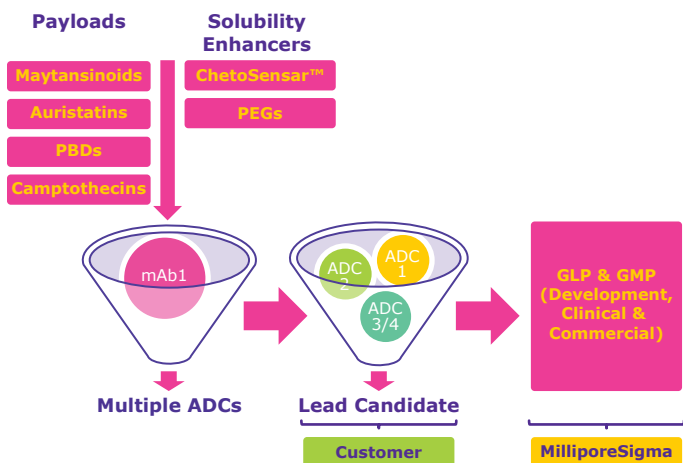 Payloads
Solubility
Enhancers
Maytansinoids
ChetoSensar™
Auristatins
PEGs
PBDs
Camptothecins
mAb1
ADC
2
ADC
1
ADC
3/4
GLP & GMP
(Development,
Clinical &
Commercial)
Multiple ADCs
Lead Candidate
Customer
MilliporeSigma